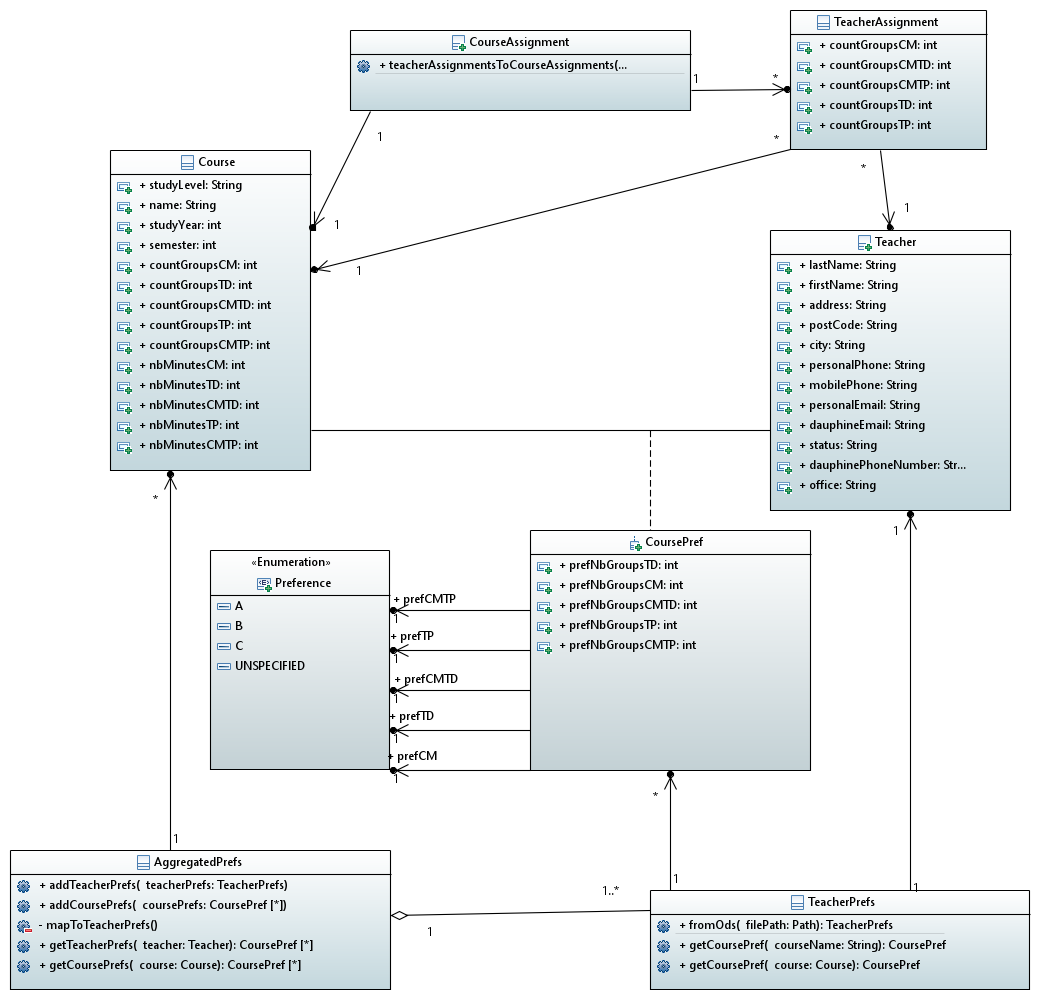 CourseAssignment
+ teacherAssignmentsToCourseAssignments(...
1
*
1
1
TeacherAssignment
+ countGroupsCM: int
+ countGroupsCMTD: int
+ countGroupsCMTP: int
+ countGroupsTD: int
+ countGroupsTP: int
*
1
*
1
Course
+ studyLevel: String
+ name: String
+ studyYear: int
+ semester: int
+ countGroupsCM: int
+ countGroupsTD: int
+ countGroupsCMTD: int
+ countGroupsTP: int
+ countGroupsCMTP: int
+ nbMinutesCM: int
+ nbMinutesTD: int
+ nbMinutesCMTD: int
+ nbMinutesTP: int
+ nbMinutesCMTP: int
Teacher
+ lastName: String
+ firstName: String
+ address: String
+ postCode: String
+ city: String
+ personalPhone: String
+ mobilePhone: String
+ personalEmail: String
+ dauphineEmail: String
+ status: String
+ dauphinePhoneNumber: Str...
+ office: String
*
1
1
1
«Enumeration»
Preference
A
B
C
UNSPECIFIED
+ prefCMTP
1
+ prefTP
1
+ prefCMTD
1
+ prefTD
1
+ prefCM
1
CoursePref
+ prefNbGroupsTD: int
+ prefNbGroupsCM: int
+ prefNbGroupsCMTD: int
+ prefNbGroupsTP: int
+ prefNbGroupsCMTP: int
*
1
AggregatedPrefs
+ addTeacherPrefs( teacherPrefs: TeacherPrefs)
+ addCoursePrefs( coursePrefs: CoursePref [*])
- mapToTeacherPrefs()
+ getTeacherPrefs( teacher: Teacher): CoursePref [*]
+ getCoursePrefs( course: Course): CoursePref [*]
1
1..*
TeacherPrefs
+ fromOds( filePath: Path): TeacherPrefs
+ getCoursePref( courseName: String): CoursePref
+ getCoursePref( course: Course): CoursePref